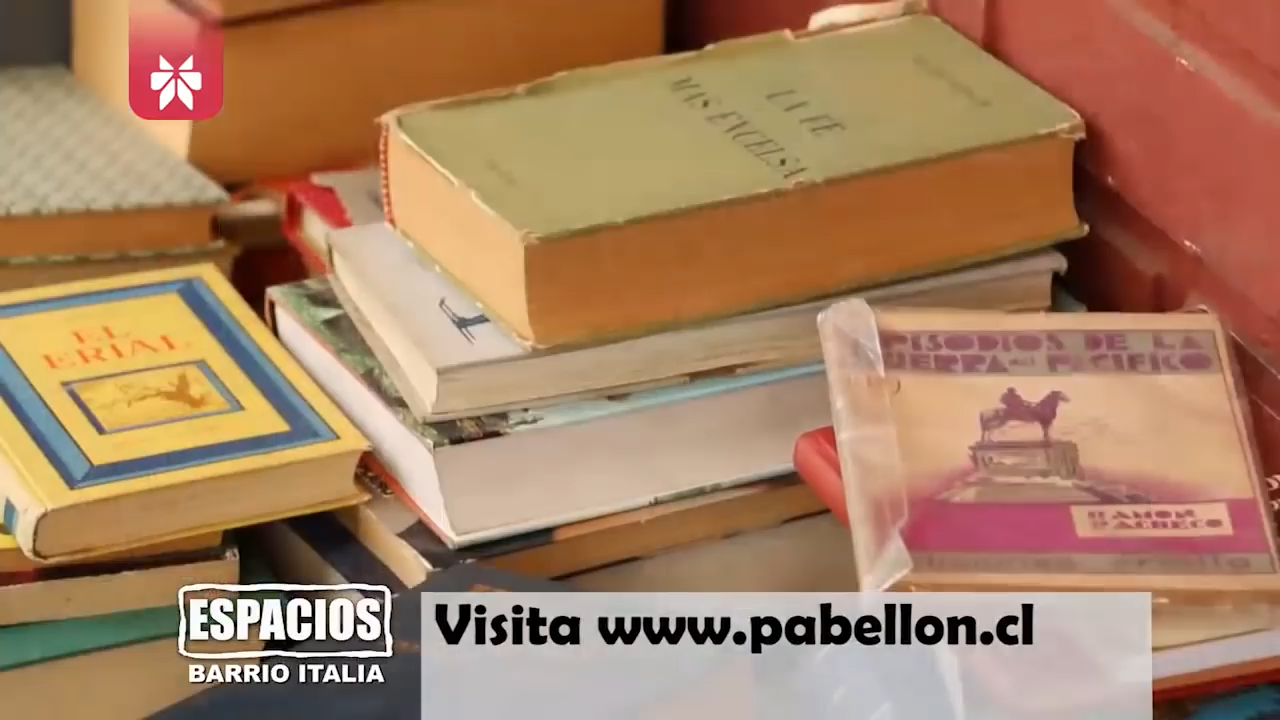 LA FE
MAS EXCELSA
EL
ERIAL
EPISODIOS DE LA
GUERRA del PACIFICO
RAMON
PACHECO
ESPACIOS
BARRIO ITALIA
Visita www.pabellon.cl